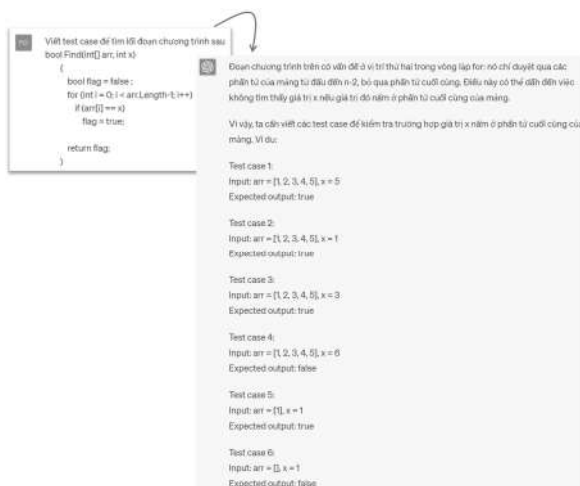 Viết test case để tìm lỗi đoạn chương trình sau
bool Find(int[] arr, int x)
{
bool flag = false ;
for (int i = 0; i < arr.Length-1; i++)
if (arr[i] == x)
flag = true;
return flag;
}
Đoạn chương trình trên có vấn đề ở vị trí thứ hai trong vòng lặp for: nó chỉ duyệt qua các
phần tử của mảng từ đầu đến n-2, bỏ qua phần tử cuối cùng. Điều này có thể dẫn đến việc
không tìm thấy giá trị x nếu giá trị đó nằm ở phần tử cuối cùng của mảng.
Vì vậy, ta cần viết các test case để kiểm tra trường hợp giá trị x nằm ở phần tử cuối cùng của
mảng. Ví dụ:
Test case 1:
Input: arr = [1, 2, 3, 4, 5], x = 5
Expected output: true
Test case 2:
Input: arr = [1, 2, 3, 4, 5], x = 1
Expected output: true
Test case 3:
Input: arr = [1, 2, 3, 4, 5], x = 3
Expected output: true
Test case 4:
Input: arr = [1, 2, 3, 4, 5], x = 6
Expected output: false
Test case 5:
Input: arr = [1], x = 1
Expected output: true
Test case 6:
Input: arr = [], x = 1
Expected output: false